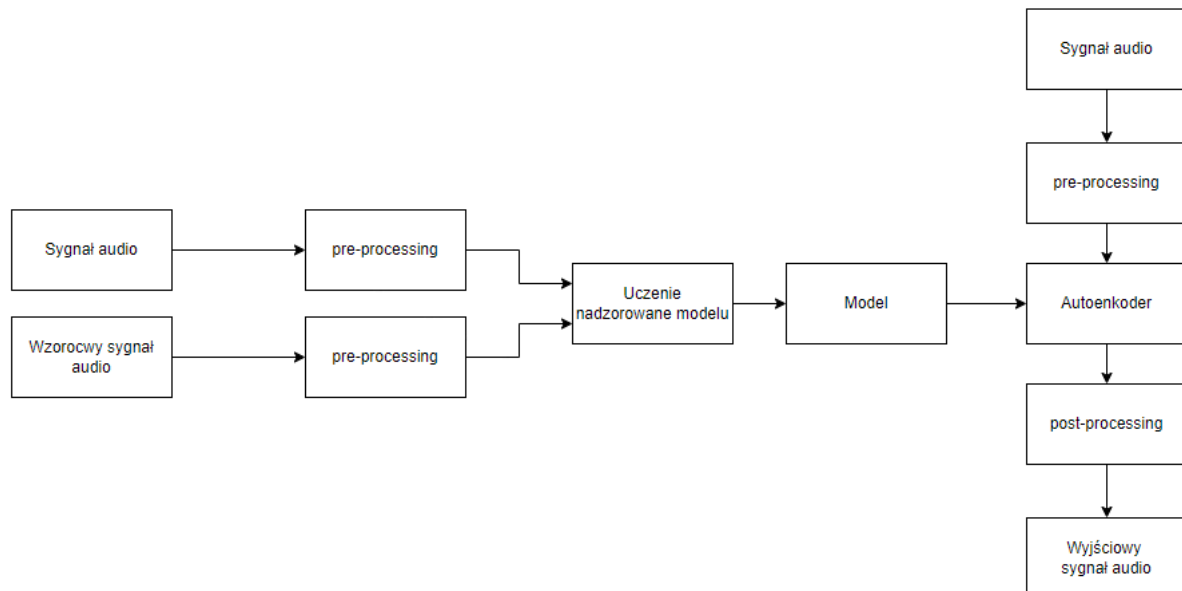 Sygnał audio
pre-processing
Sygnał audio
pre-processing
Uczenie
nadzorowane modelu
Model
Autoenkoder
Wzorocwy sygnał
audio
pre-processing
post-processing
Wyjściowy
sygnał audio